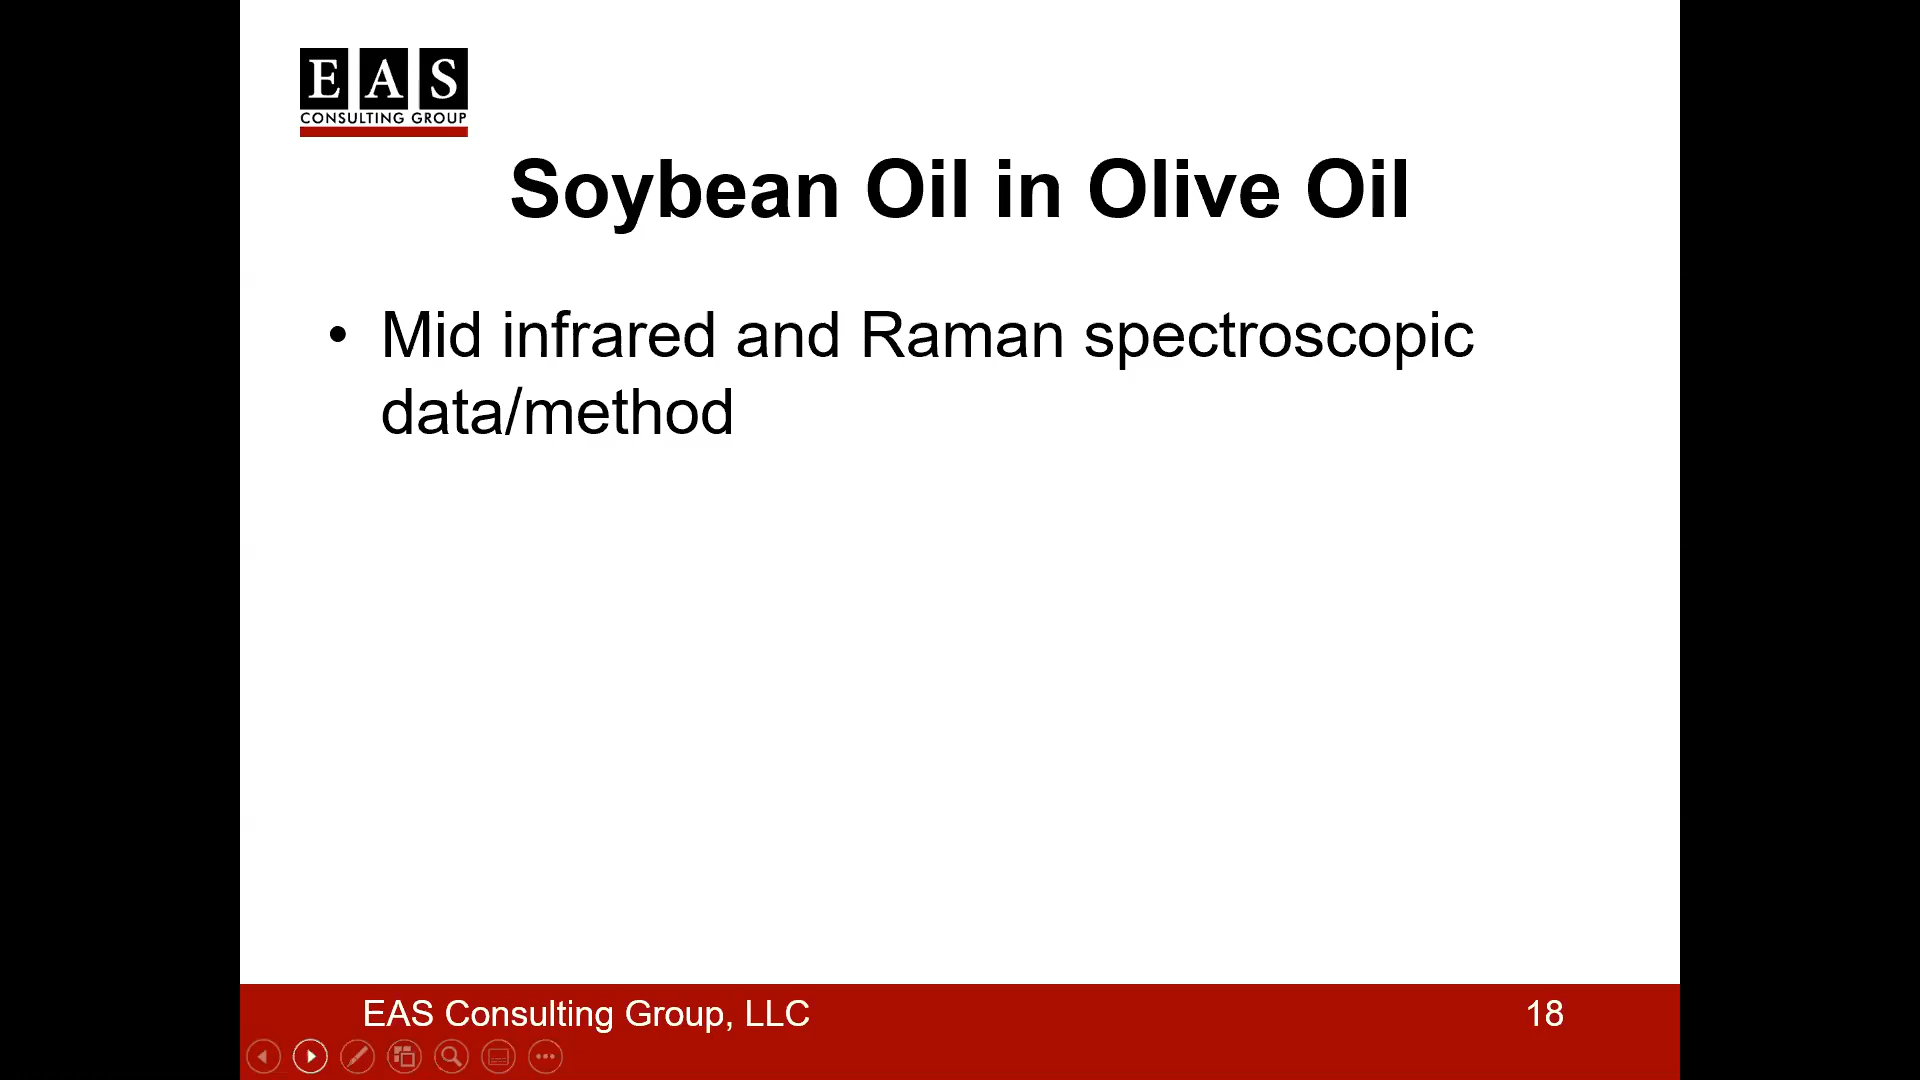 EAS
CONSULTING GROUP
Soybean Oil in Olive Oil
• Mid infrared and Raman spectroscopic
data/method
EAS Consulting Group, LLC
18